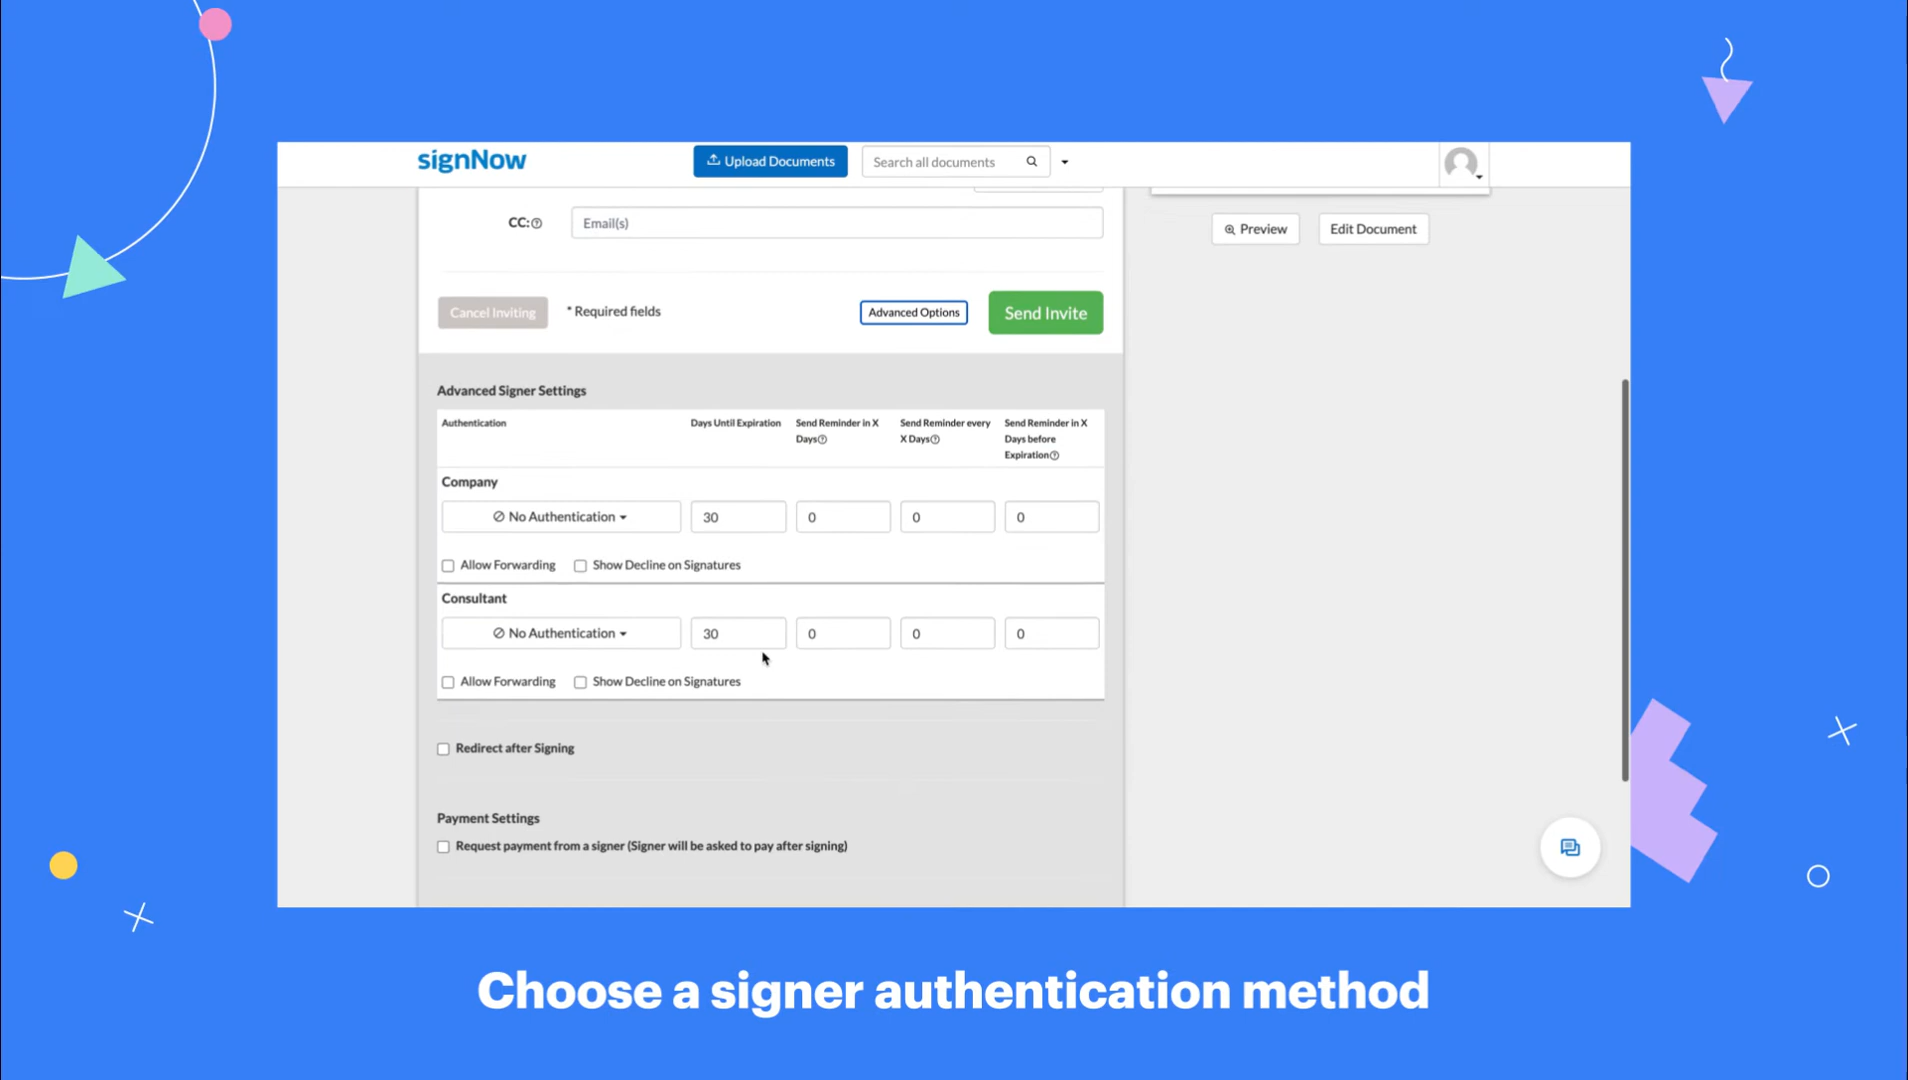 signNow
Upload Documents
Search all documents
CC:
Email(s)
Preview
Edit Document
Cancel Inviting
* Required fields
Advanced Options
Send Invite
Advanced Signer Settings
Authentication
Days Until Expiration
Send Reminder in X
Days
Send Reminder every
X Days
Send Reminder in X
Days before
Expiration
Company
No Authentication
30
0
0
0
Allow Forwarding
Show Decline on Signatures
Consultant
No Authentication
30
0
0
0
Allow Forwarding
Show Decline on Signatures
Redirect after Signing
Payment Settings
Request payment from a signer (Signer will be asked to pay after signing)
Choose a signer authentication method